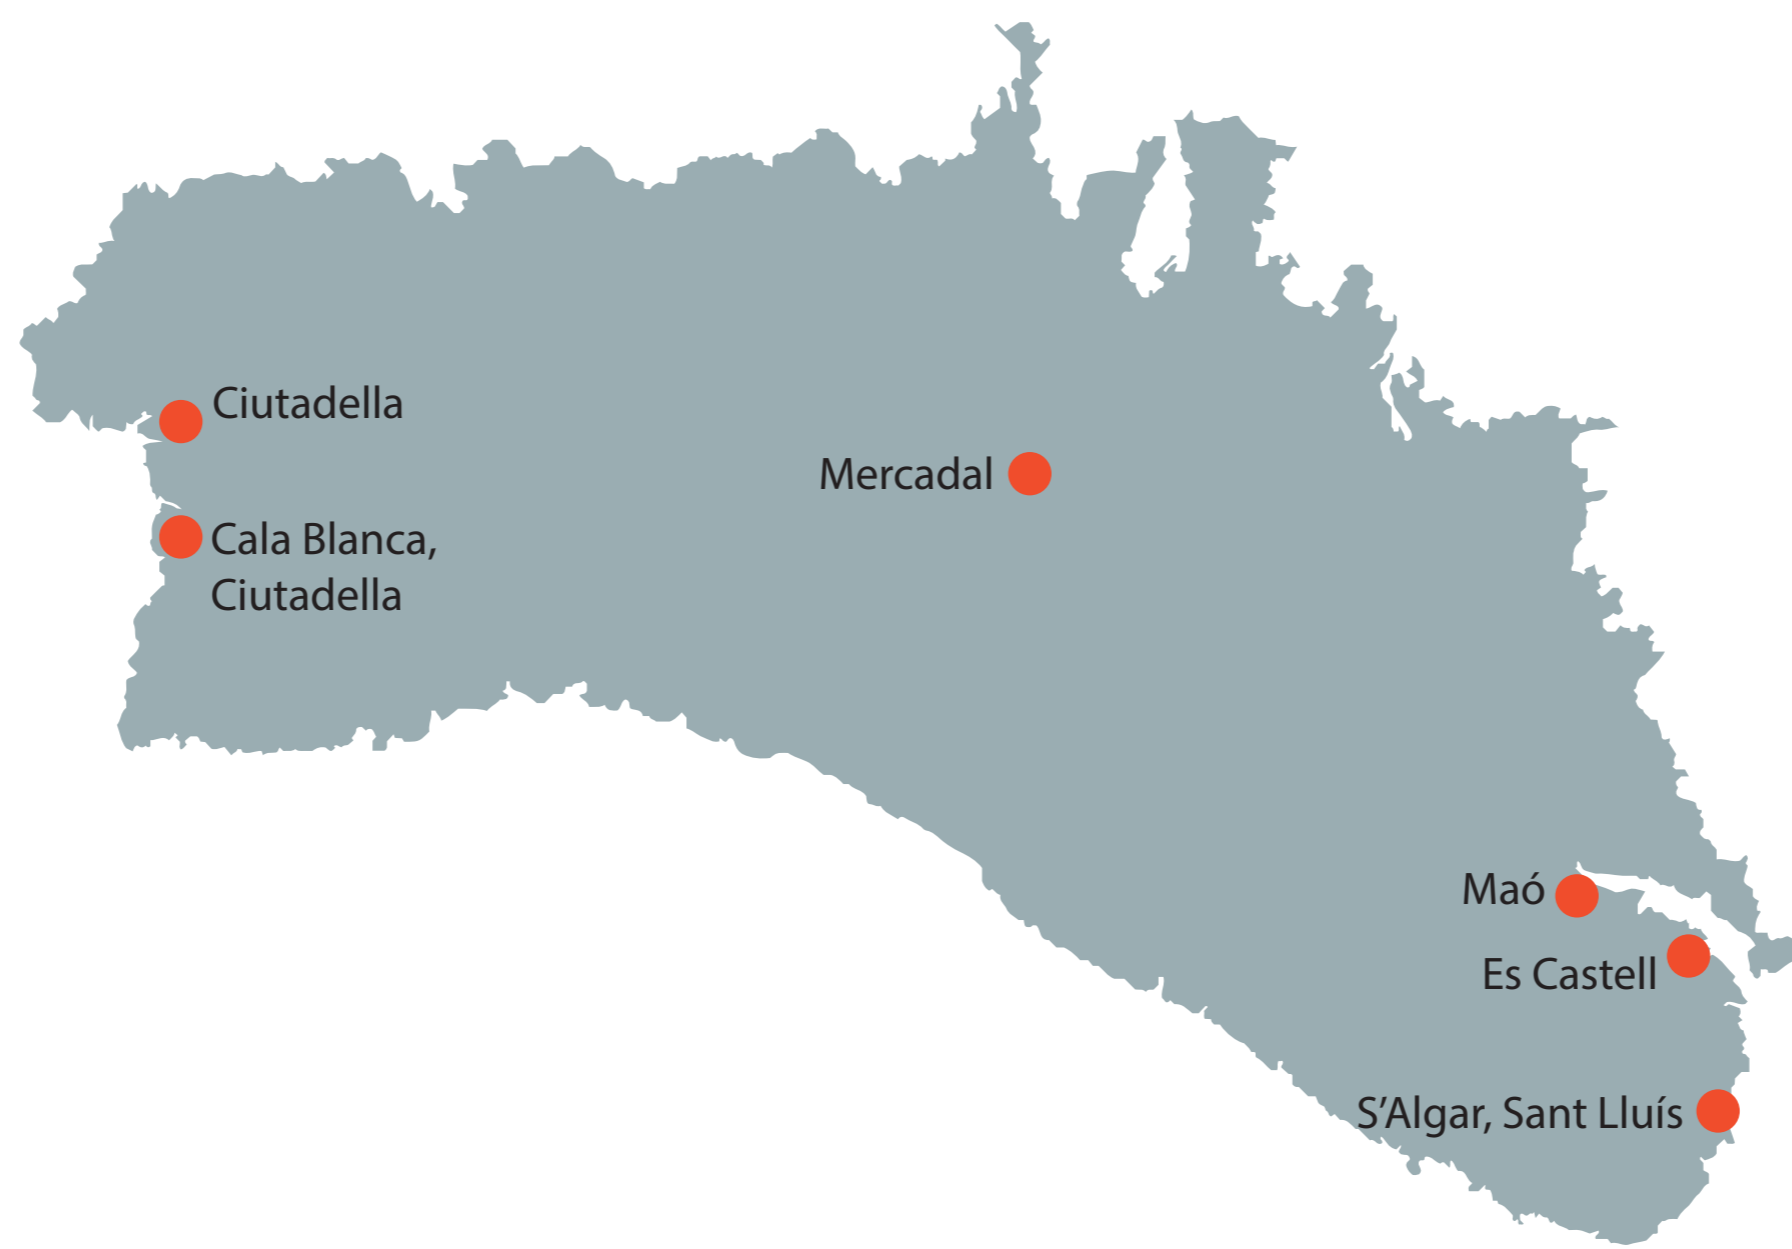 Ciutadella
Mercadal
Cala Blanca,
Ciutadella
Maó
Es Castell
S’Algar, Sant Lluís